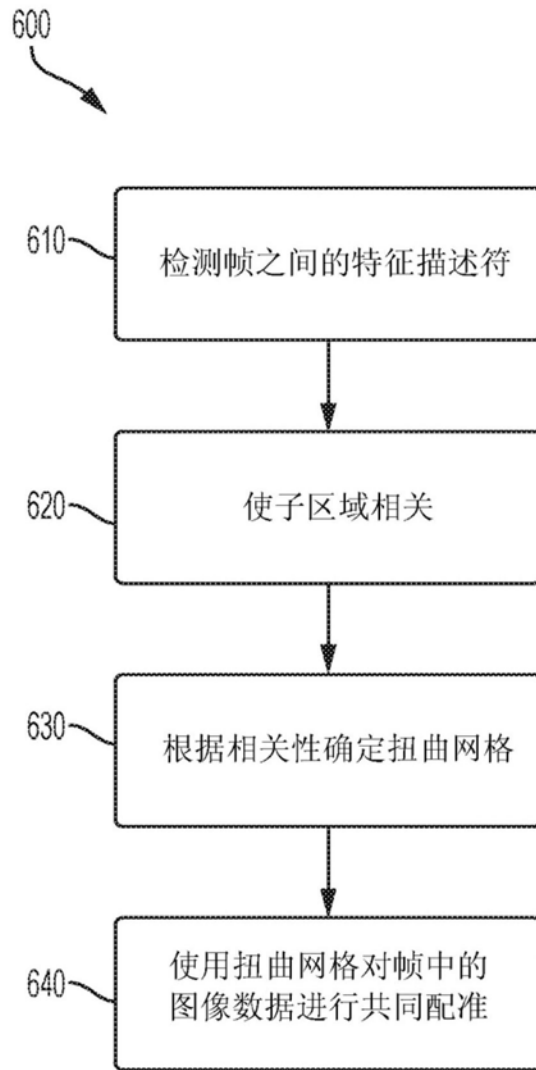 600
610
检测帧之间的特征描述符
620
使子区域相关
630
根据相关性确定扭曲网格
640
使用扭曲网格对帧中的
图像数据进行共同配准